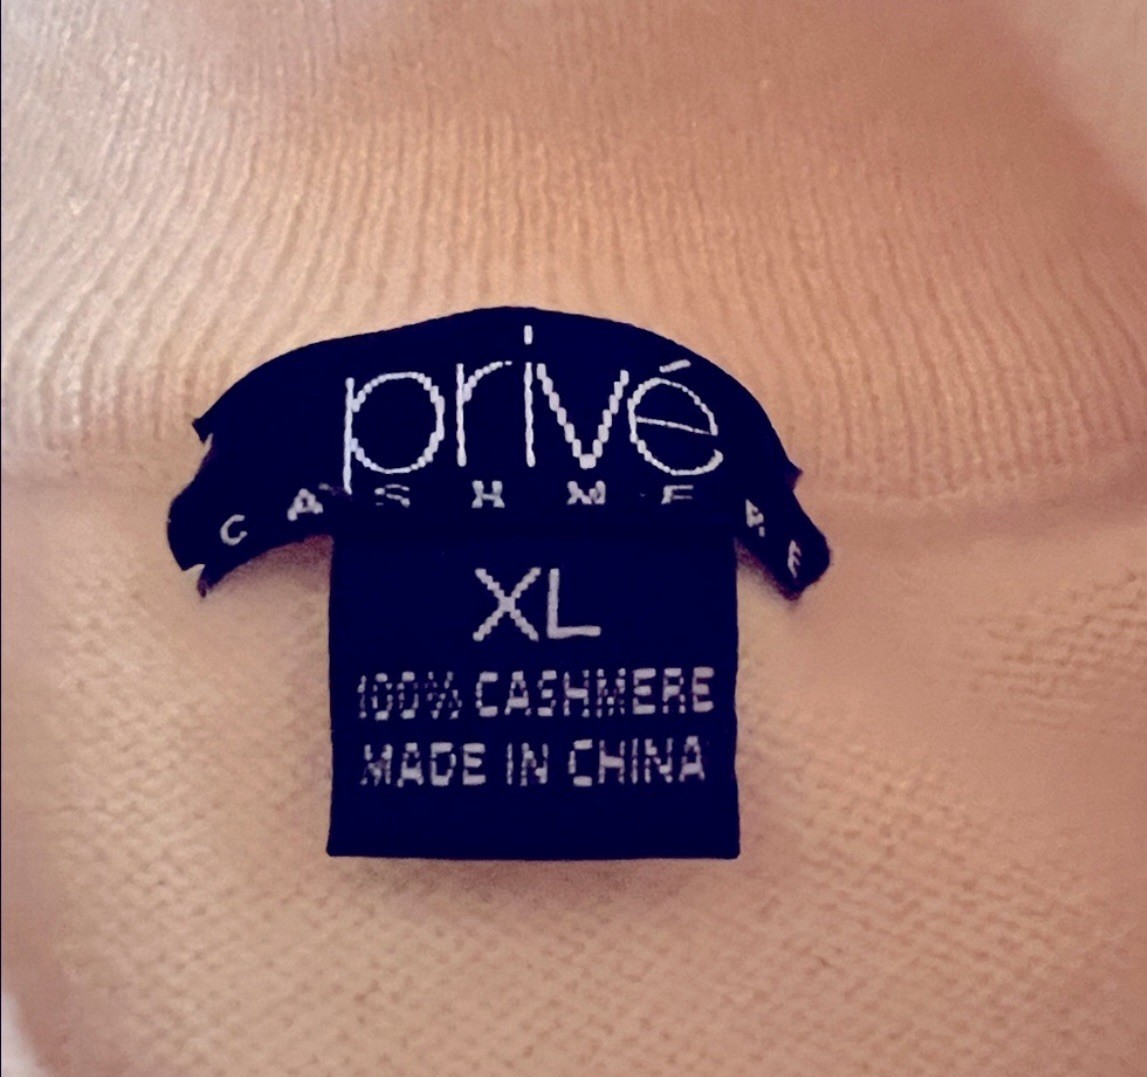 privé
CASHMERE
XL
100% CASHMERE
MADE IN CHINA